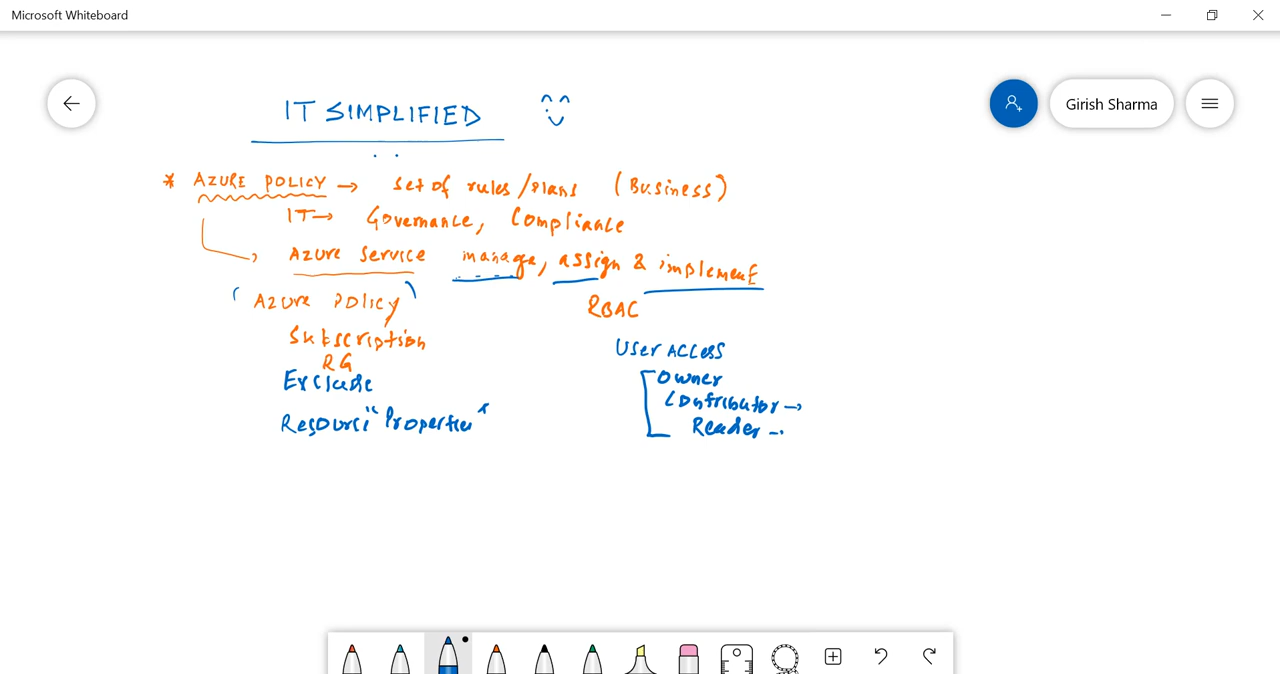 Microsoft Whiteboard
Girish Sharma
IT SIMPLIFIED
* AZURE POLICY → Set of rules/plans (Business)
IT → Governance, Compliance
Azure Service manage, assign & implement
(Azure Policy) RBAC
Subscription
RG
User Access
Exclude
Owner
Contributor →
Resource "Properties"
Reader -